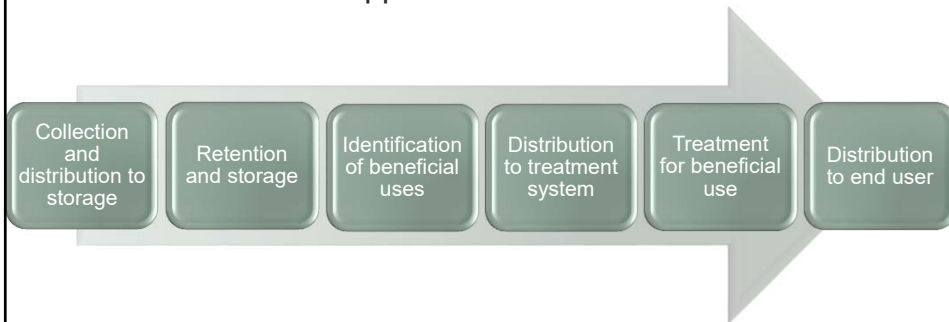 Collection
and
distribution to
storage
Retention
and storage
Identification
of beneficial
uses
Distribution
to treatment
system
Treatment
for beneficial
use
Distribution
to end user